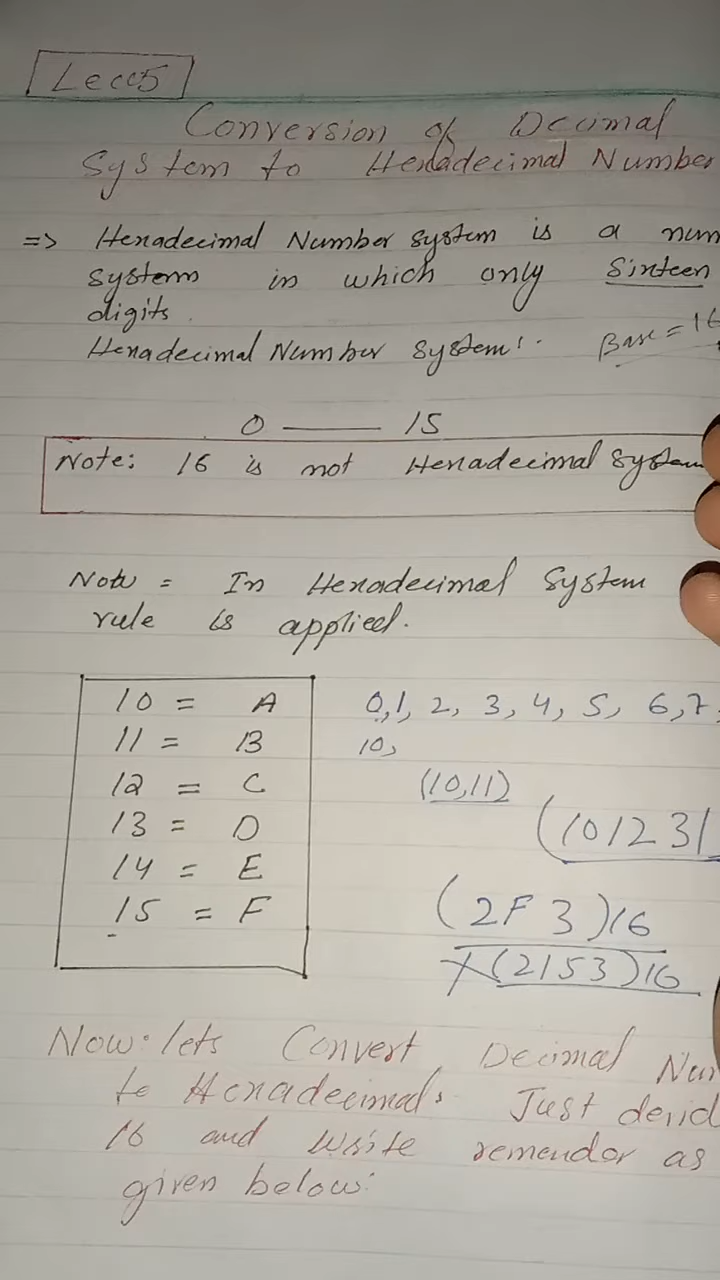 Lec05
Conversion of Decimal
System to Hexadecimal Number
=> Hexadecimal Number System is a num
system in which only Sixteen
digits.
Hexadecimal Number System:- Base = 16
0 —— 15
Note: 16 is not Hexadecimal System
Note = In Hexadecimal System
rule is applied.
10 = A
11 = B
12 = C
13 = D
14 = E
15 = F
0,1, 2, 3, 4, 5, 6,7,
10,
(10,11)
(10123
(2F3)16
(2153)16
Now: lets Convert Decimal Num
to Hexadecimal. Just devid
16 and write remendor as
given below: